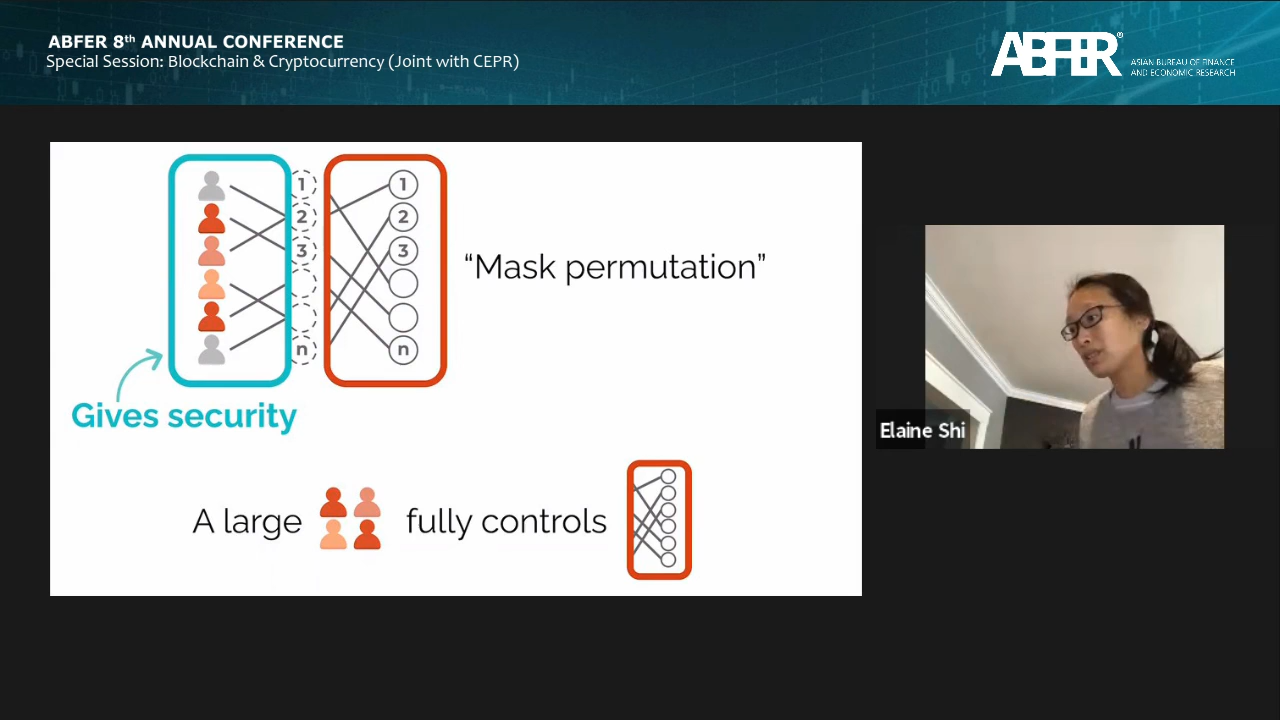 ABFER 8th ANNUAL CONFERENCE
Special Session: Blockchain & Cryptocurrency (Joint with CEPR)
ABFER®
ASIAN BUREAU OF FINANCE
AND ECONOMIC RESEARCH
1
2
3
n
1
2
3
n
“Mask permutation”
Gives security
A large fully controls
Elaine Shi